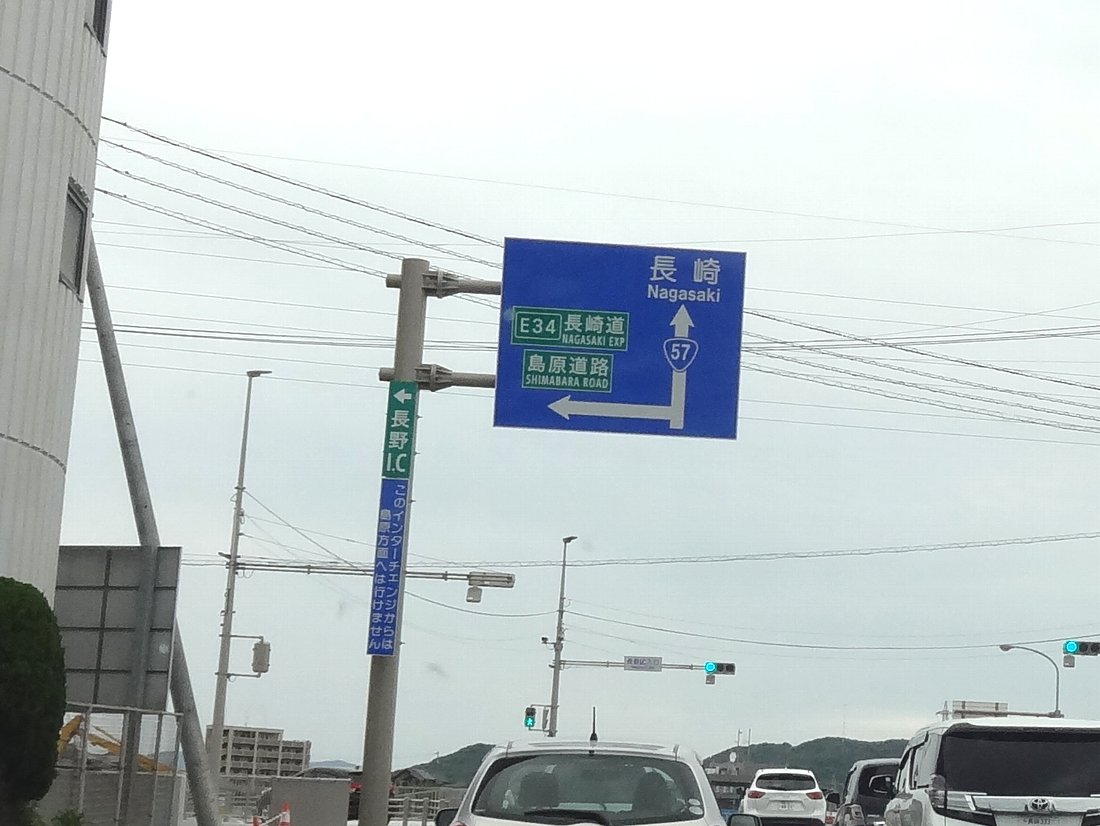 長崎
Nagasaki
E34 長崎道
NAGASAKI EXP
57
島原道路
SHIMABARA ROAD
長野I.C
このインターチェンジからは
島原方面へは行けません